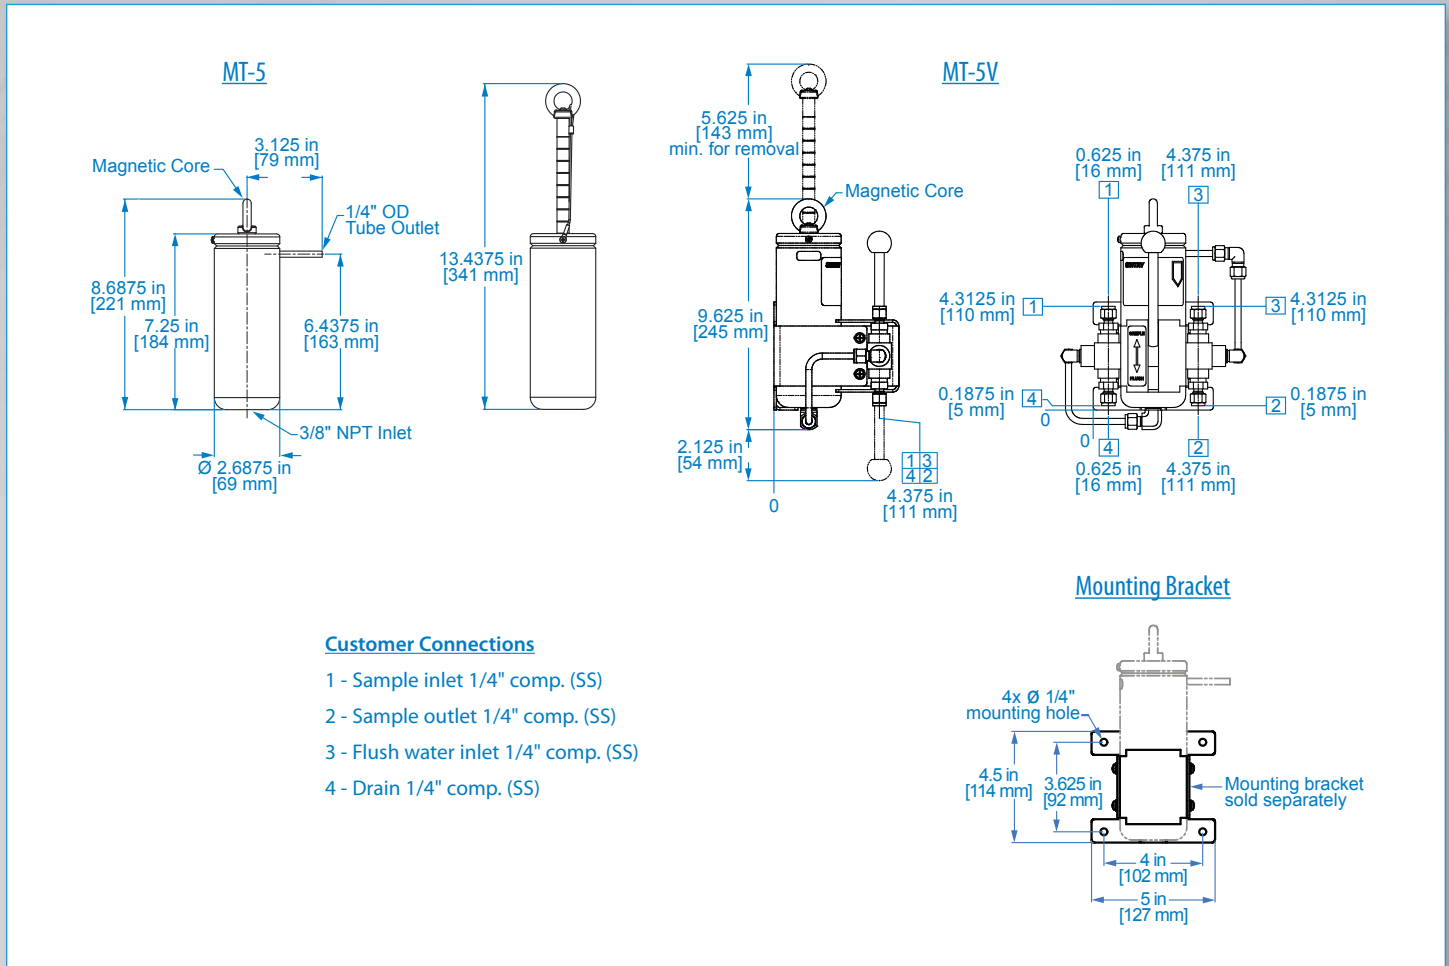 MT-5
MT-5V
3.125 in
[79 mm]
Magnetic Core
1/4" OD
Tube Outlet
8.6875 in
[221 mm]
7.25 in
[184 mm]
6.4375 in
[163 mm]
3/8" NPT Inlet
Ø 2.6875 in
[69 mm]
13.4375 in
[341 mm]
5.625 in
[143 mm]
min. for removal
Magnetic Core
9.625 in
[245 mm]
2.125 in
[54 mm]
0
1 3
4 2
4.375 in
[111 mm]
0.625 in
[16 mm]
1
4.375 in
[111 mm]
3
SENTRY
4.3125 in
[110 mm]
1
3
4.3125 in
[110 mm]
SAMPLE
FLUSH
0.1875 in
[5 mm]
4
0
2
0.1875 in
[5 mm]
0
4
0.625 in
[16 mm]
2
4.375 in
[111 mm]
Mounting Bracket
4x Ø 1/4"
mounting hole
4.5 in
[114 mm]
3.625 in
[92 mm]
Mounting bracket
sold separately
4 in
[102 mm]
5 in
[127 mm]
Customer Connections
1 - Sample inlet 1/4" comp. (SS)
2 - Sample outlet 1/4" comp. (SS)
3 - Flush water inlet 1/4" comp. (SS)
4 - Drain 1/4" comp. (SS)